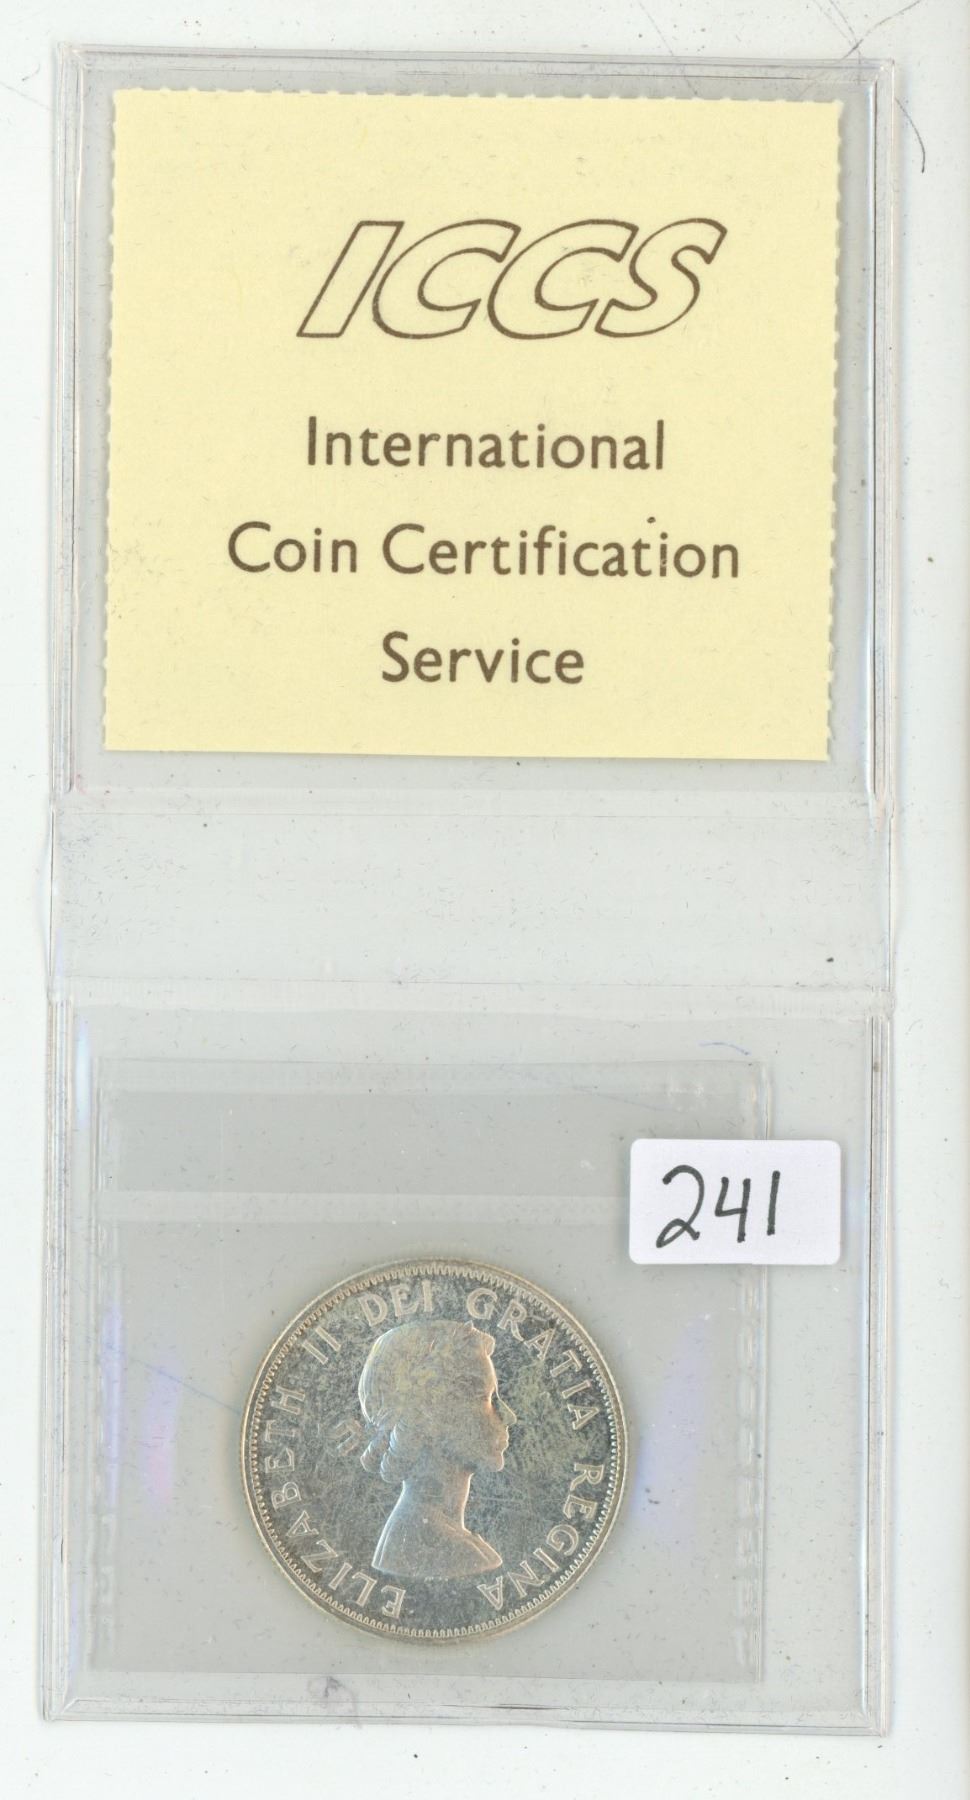 ICCS
International
Coin Certification
Service
241
ELIZABETH II DEI GRATIA REGINA